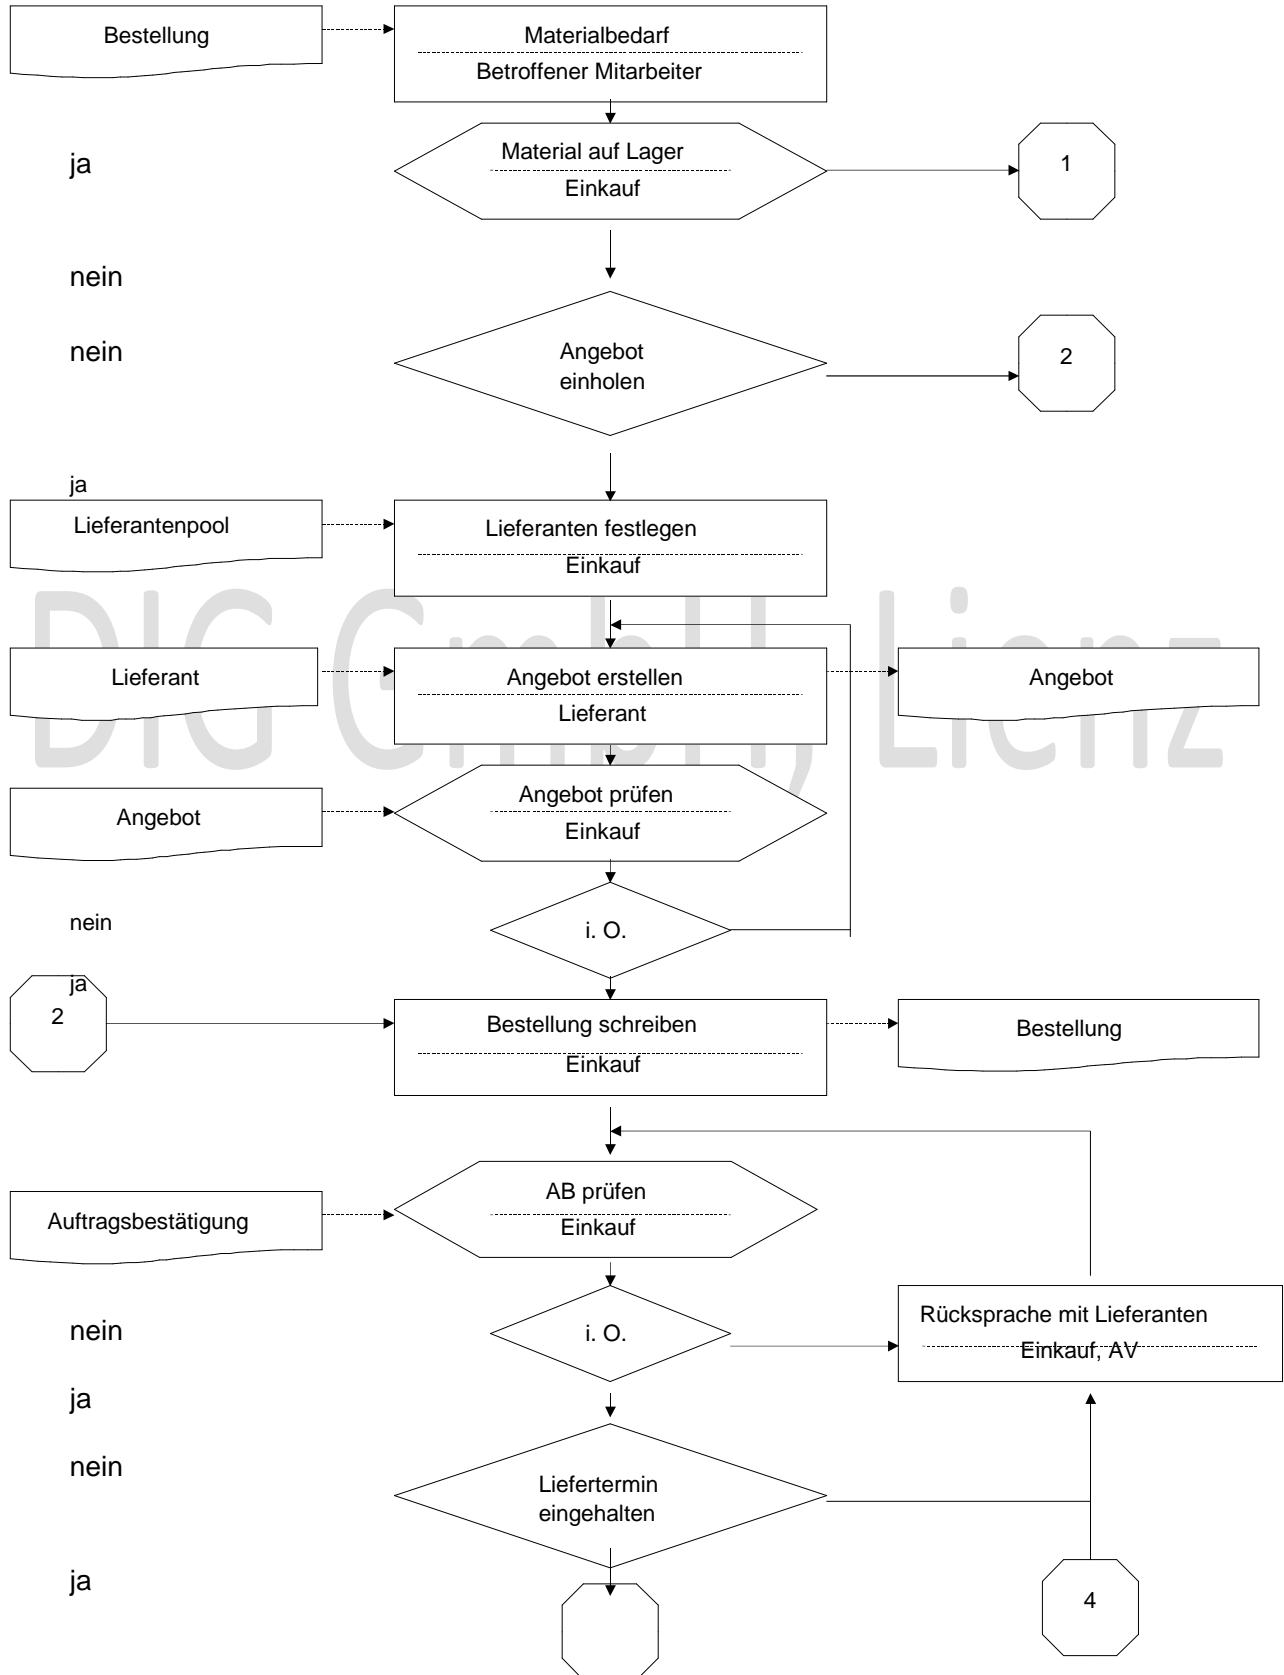 Bestellung
Materialbedarf
Betroffener Mitarbeiter
ja
Material auf Lager
Einkauf
1
nein
nein
Angebot
einholen
2
ja
Lieferantenpool
Lieferanten festlegen
Einkauf
DIG GmbH, Lienz
Lieferant
Angebot erstellen
Lieferant
Angebot
Angebot
Angebot prüfen
Einkauf
nein
i. O.
ja
2
Bestellung schreiben
Einkauf
Bestellung
Auftragsbestätigung
AB prüfen
Einkauf
nein
i. O.
Rücksprache mit Lieferanten
Einkauf, AV
ja
nein
Liefertermin
eingehalten
ja
4